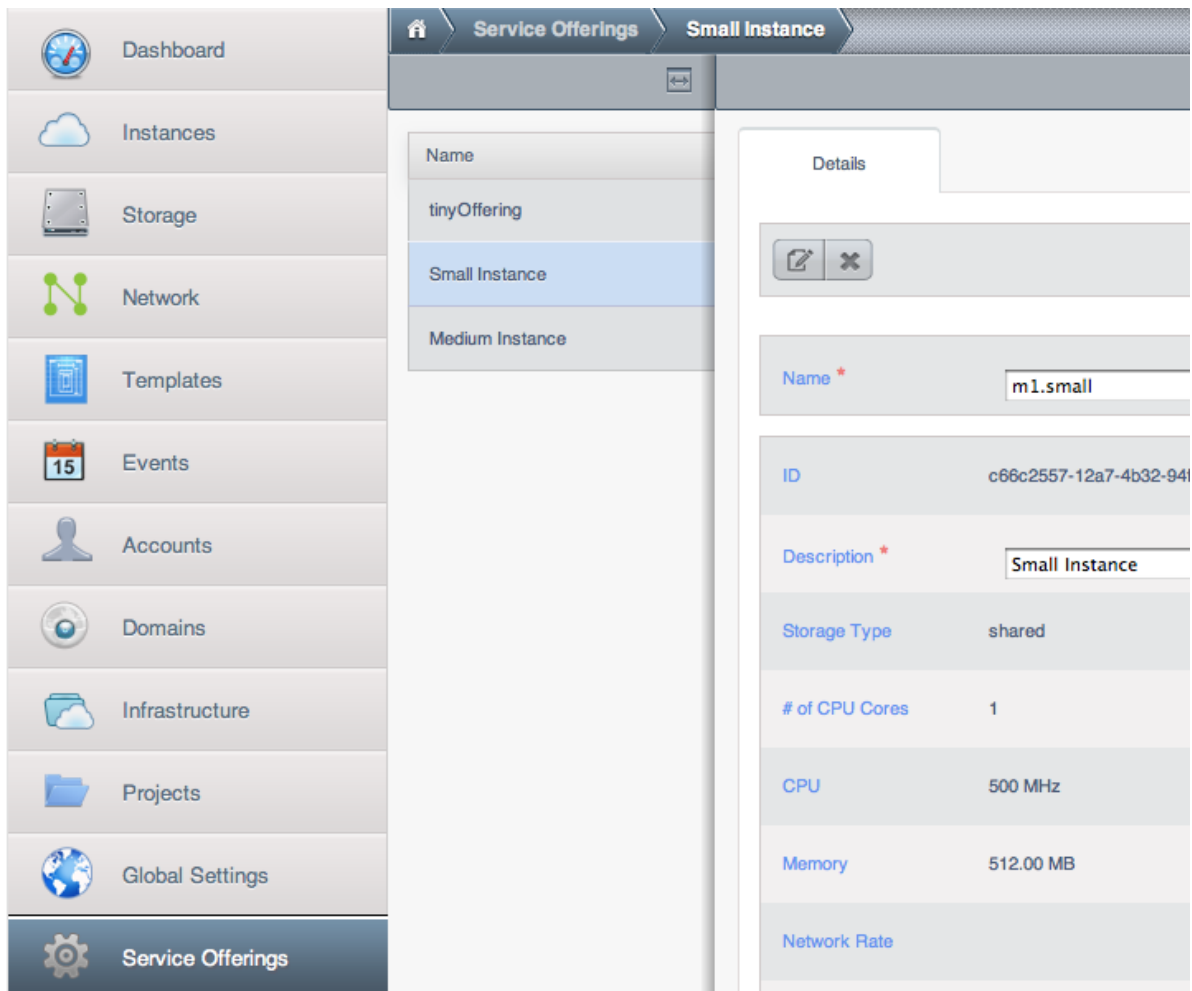 Dashboard
Instances
Storage
Network
Templates
15
Events
Accounts
Domains
Infrastructure
Projects
Global Settings
Service Offerings
Service Offerings
Small Instance
Name
tinyOffering
Small Instance
Medium Instance
Details
Name *
m1.small
ID
c66c2557-12a7-4b32-94f
Description *
Small Instance
Storage Type
shared
# of CPU Cores
1
CPU
500 MHz
Memory
512.00 MB
Network Rate